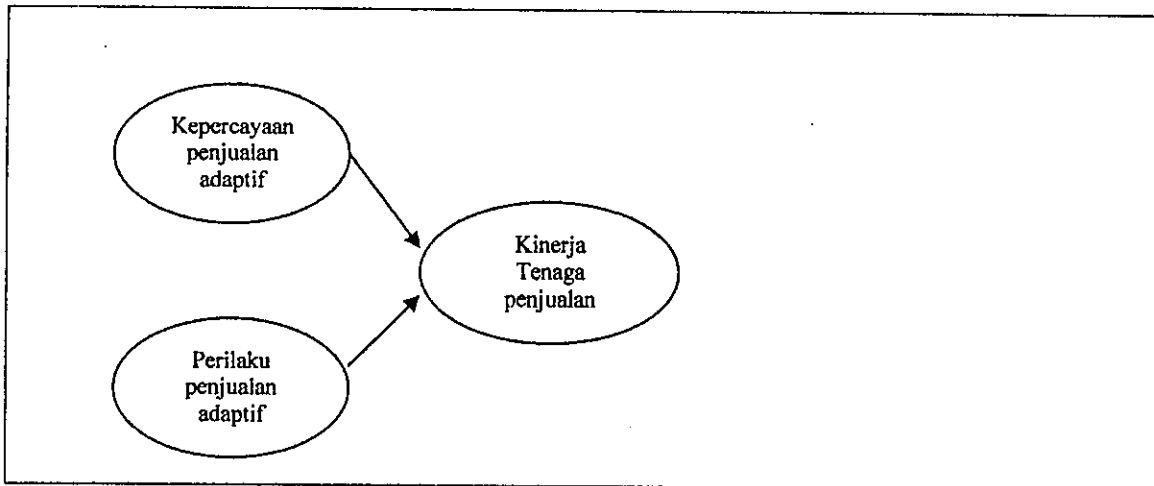 Kepercayaan
penjualan
adaptif
Kinerja
Tenaga
penjualan
Perilaku
penjualan
adaptif